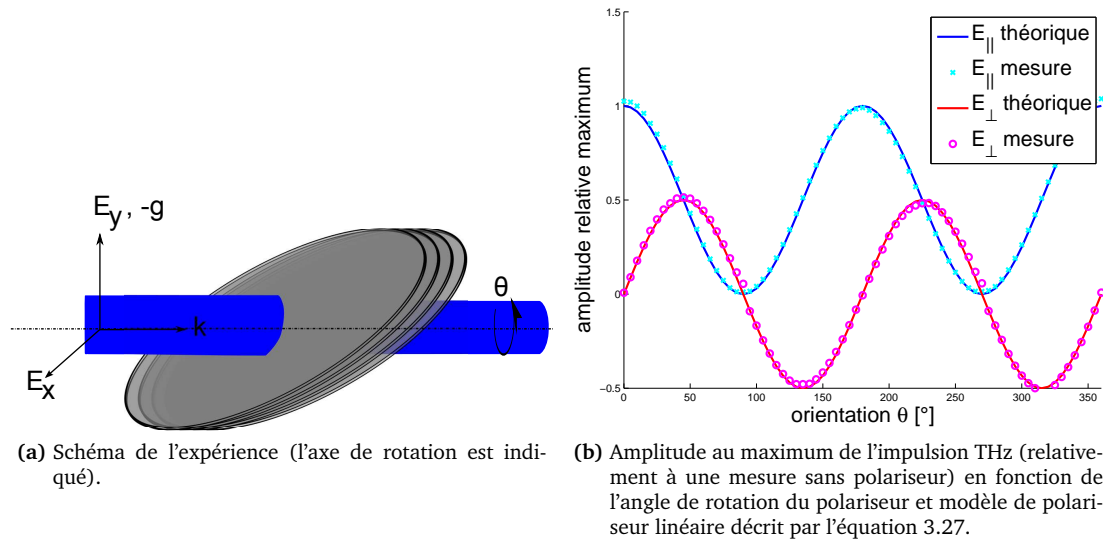 E_y, -g
θ
k
E_x
(a) Schéma de l'expérience (l'axe de rotation est indi-
qué).
1.5
1
0.5
0
-0.5
0 50 100 150 200 250 300 350
amplitude relative maximum
orientation θ [°]
E_|| théorique
E_|| mesure
E_⊥ théorique
E_⊥ mesure
(b) Amplitude au maximum de l'impulsion THz (relative-
ment à une mesure sans polariseur) en fonction de
l'angle de rotation du polariseur et modèle de polari-
seur linéaire décrit par l'équation 3.27.